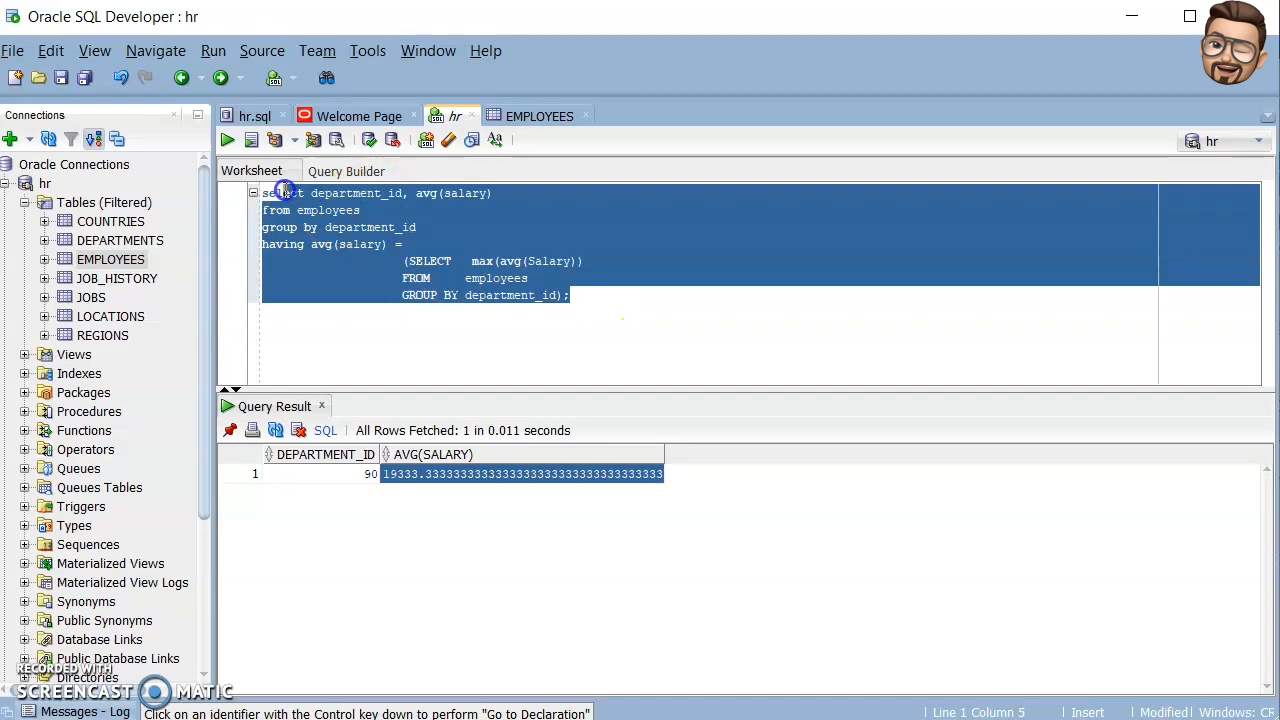 Oracle SQL Developer : hr
File Edit View Navigate Run Source Team Tools Window Help
Connections
hr.sql Welcome Page hr EMPLOYEES
hr
Worksheet Query Builder
Oracle Connections
hr
Tables (Filtered)
COUNTRIES
DEPARTMENTS
EMPLOYEES
JOB_HISTORY
JOBS
LOCATIONS
REGIONS
Views
Indexes
Packages
Procedures
Functions
Operators
Queues
Queues Tables
Triggers
Types
Sequences
Materialized Views
Materialized View Logs
Synonyms
Public Synonyms
Database Links
Public Database Links
Directories
select department_id, avg(salary)
from employees
group by department_id
having avg(salary) =
(SELECT max(avg(Salary))
FROM employees
GROUP BY department_id);
Query Result
SQL | All Rows Fetched: 1 in 0.011 seconds
DEPARTMENT_ID AVG(SALARY)
1 90 19333.3333333333333333333333333333333333
RECORDED WITH
SCREENCAST MATIC
Messages - Log Click on an identifier with the Control key down to perform "Go to Declaration"
Line 1 Column 5 | Insert | Modified | Windows: CR